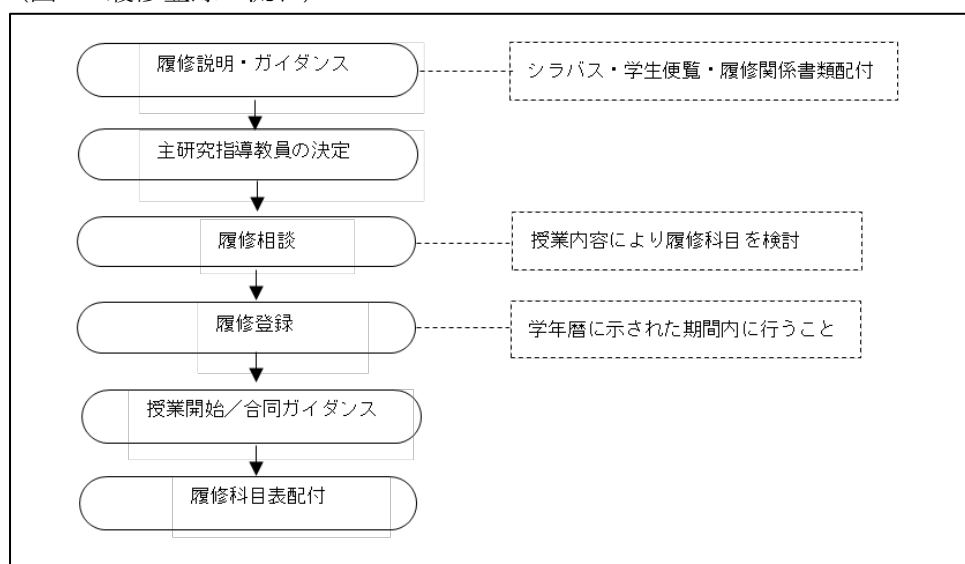 履修説明・ガイダンス
シラバス・学生便覧・履修関係書類配付
主研究指導教員の決定
履修相談
授業内容により履修科目を検討
履修登録
学年暦に示された期間内に行うこと
授業開始／合同ガイダンス
履修科目表配付